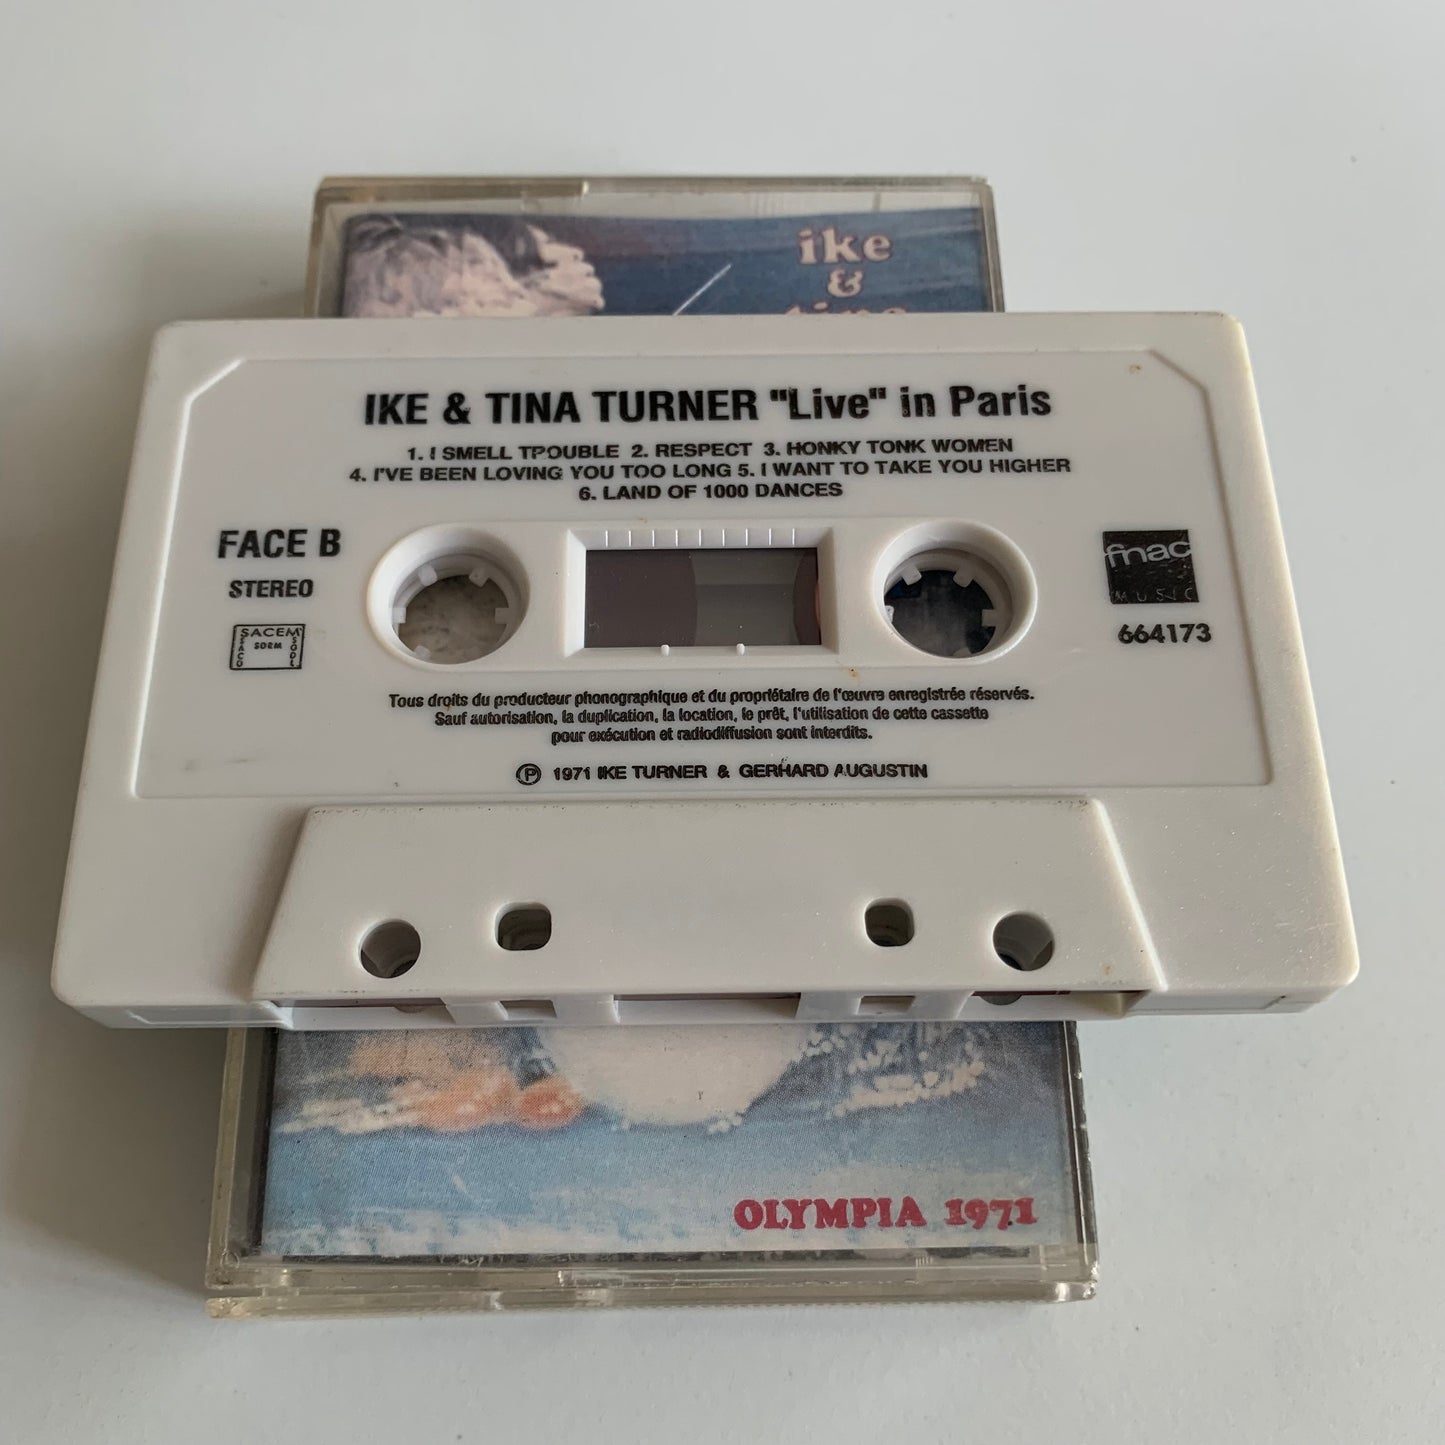 ike
&
tina
IKE & TINA TURNER "Live" in Paris
1. I SMELL TROUBLE 2. RESPECT 3. HONKY TONK WOMEN
4. I'VE BEEN LOVING YOU TOO LONG 5. I WANT TO TAKE YOU HIGHER
6. LAND OF 1000 DANCES
FACE B
STEREO
SACEM
SACD
SDRM
SGDL
fnac
MUSIC
664173
Tous droits du producteur phonographique et du propriétaire de l'œuvre enregistrée réservés.
Sauf autorisation, la duplication, la location, le prêt, l'utilisation de cette cassette
pour exécution et radiodiffusion sont interdits.
Ⓟ 1971 IKE TURNER & GERHARD AUGUSTIN
OLYMPIA 1971